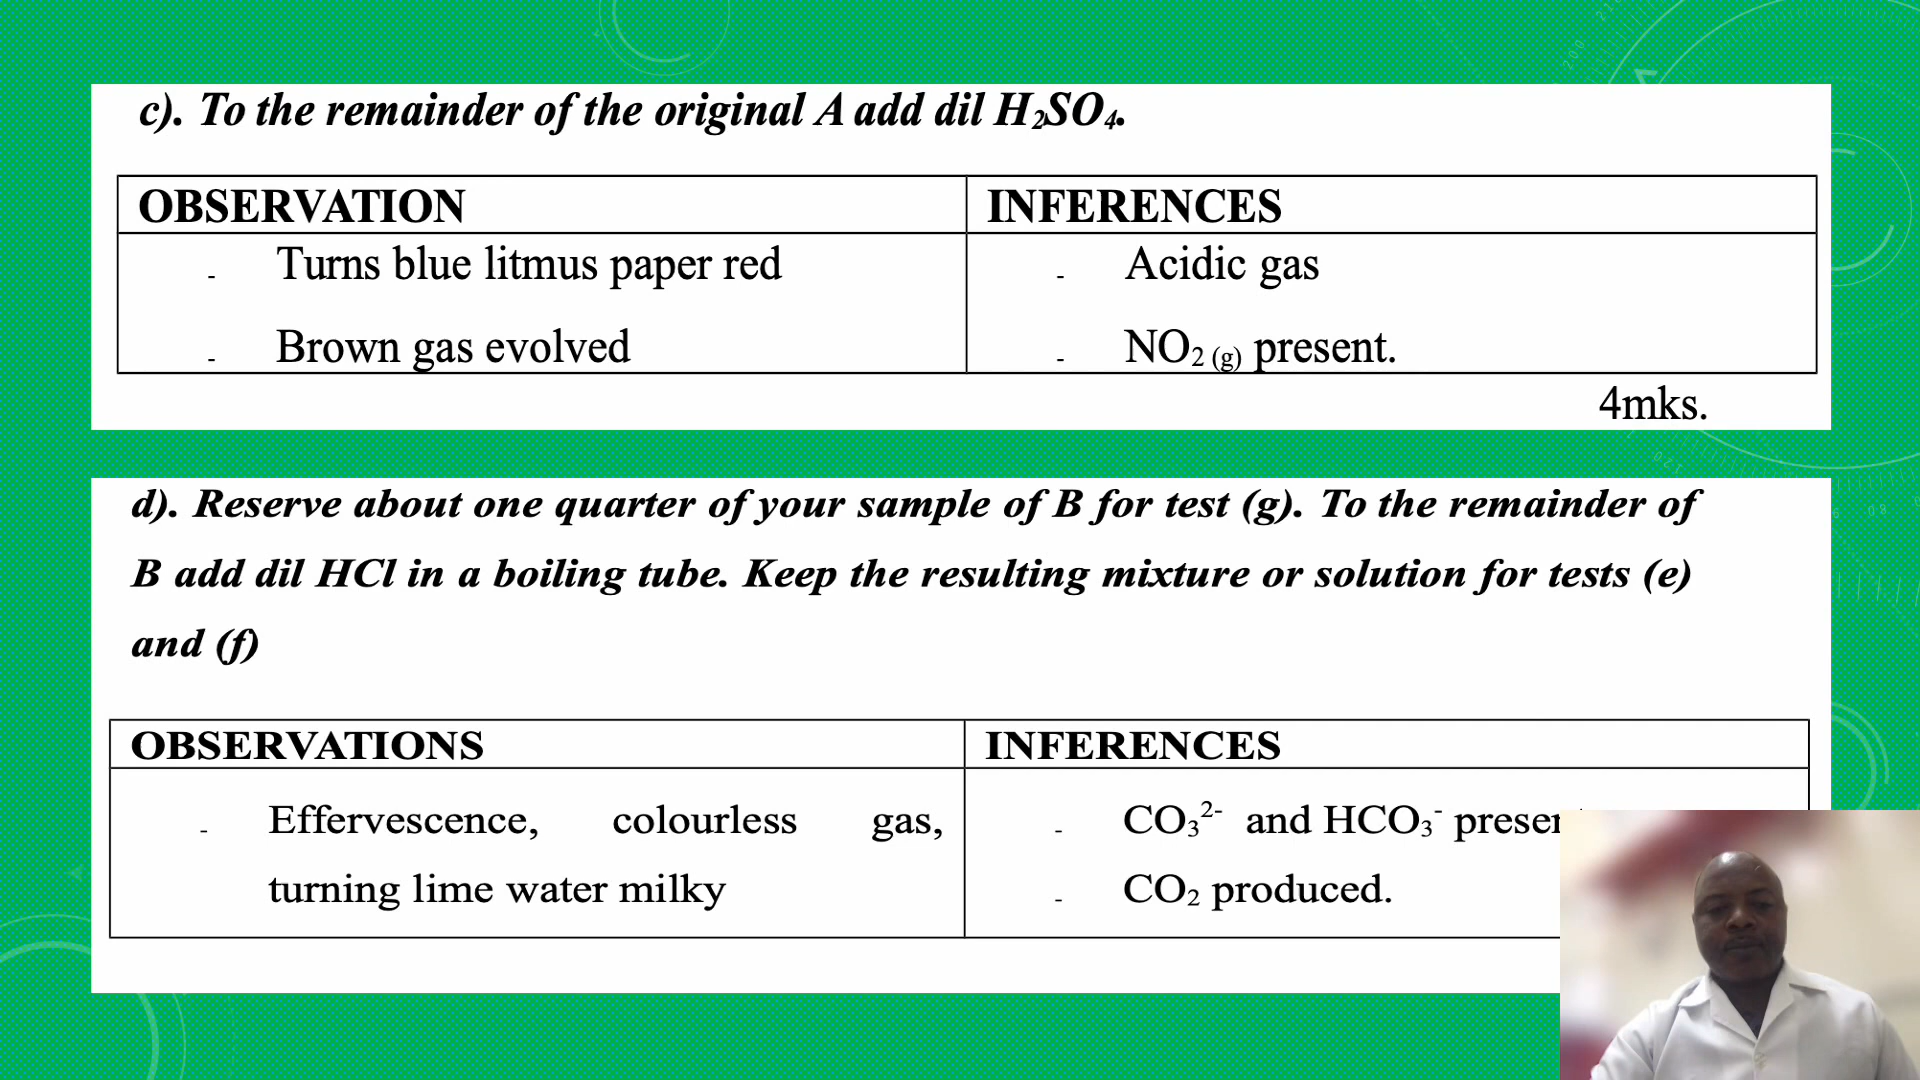 c). To the remainder of the original A add dil H₂SO₄.
OBSERVATION
INFERENCES
- Turns blue litmus paper red
- Acidic gas
- Brown gas evolved
- NO₂ (g) present.
4mks.
d). Reserve about one quarter of your sample of B for test (g). To the remainder of
B add dil HCl in a boiling tube. Keep the resulting mixture or solution for tests (e)
and (f)
OBSERVATIONS
INFERENCES
- Effervescence, colourless gas,
turning lime water milky
- CO₃²⁻ and HCO₃⁻
- CO₂ produced.